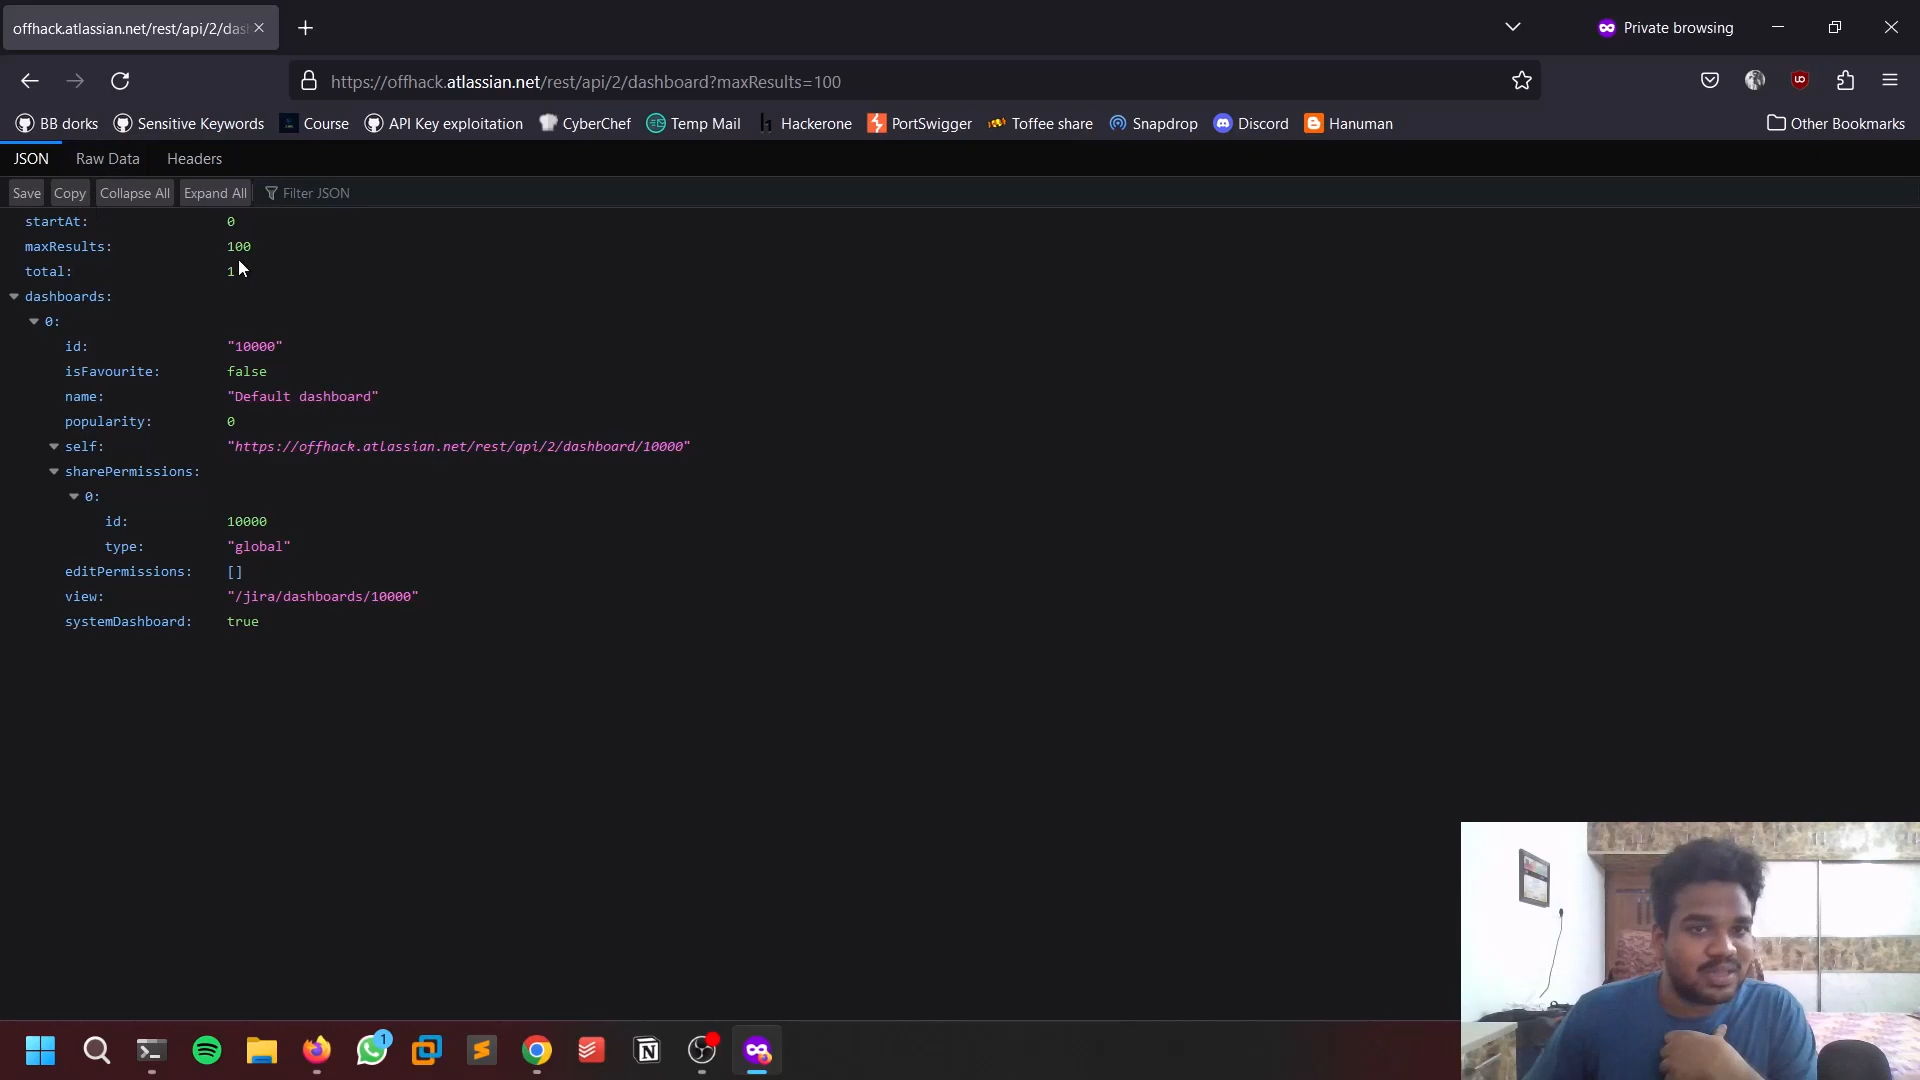 offhack.atlassian.net/rest/api/2/das
Private browsing
https://offhack.atlassian.net/rest/api/2/dashboard?maxResults=100
BB dorks Sensitive Keywords Course API Key exploitation CyberChef Temp Mail Hackerone PortSwigger Toffee share Snapdrop Discord Hanuman Other Bookmarks
JSON Raw Data Headers
Save Copy Collapse All Expand All Filter JSON
startAt: 0
maxResults: 100
total: 1
dashboards:
0:
id: "10000"
isFavourite: false
name: "Default dashboard"
popularity: 0
self: "https://offhack.atlassian.net/rest/api/2/dashboard/10000"
sharePermissions:
0:
id: 10000
type: "global"
editPermissions: []
view: "/jira/dashboards/10000"
systemDashboard: true
1